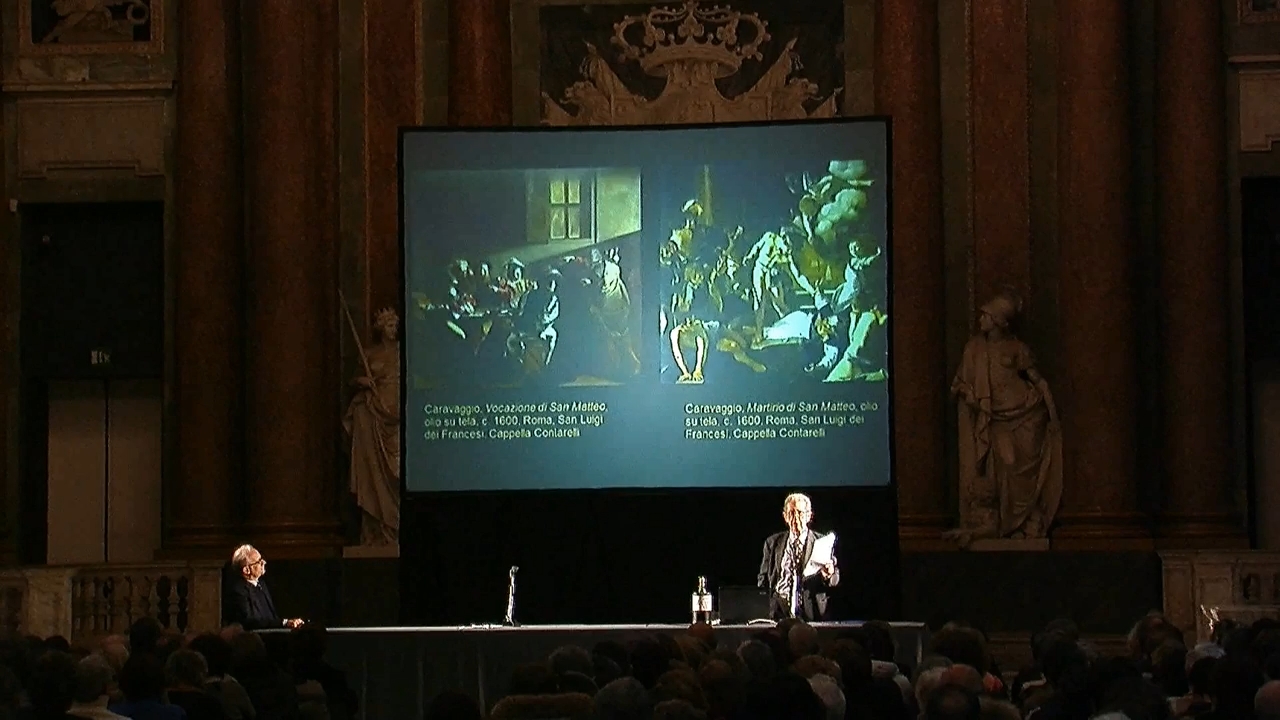 Caravaggio, Vocazione di San Matteo,
olio su tela, c. 1600, Roma, San Luigi
dei Francesi, Cappella Contarelli
Caravaggio, Martirio di San Matteo, olio
su tela, c. 1600, Roma, San Luigi dei
Francesi, Cappella Contarelli